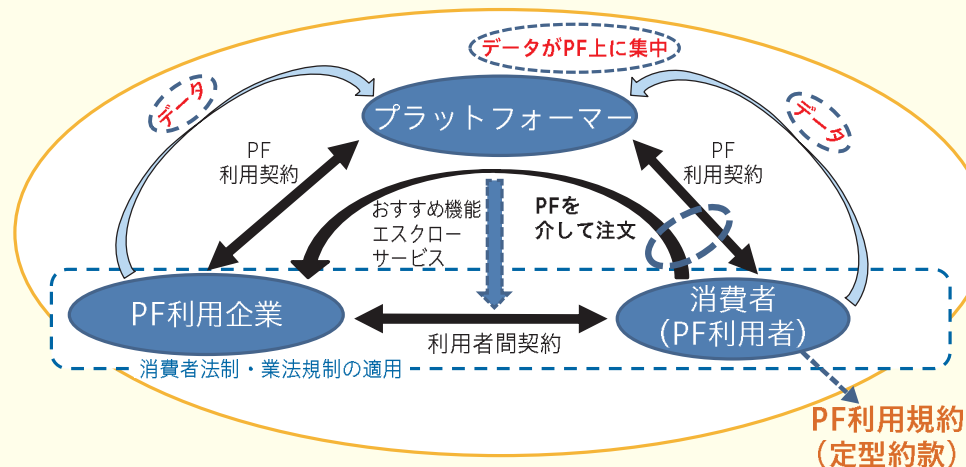 データがPF上に集中
データ
プラットフォーマー
データ
PF
利用契約
PF
利用契約
おすすめ機能
エスクロー
サービス
PFを
介して注文
PF利用企業
消費者
（PF利用者）
利用者間契約
消費者法制・業法規制の適用
PF利用規約
（定型約款）